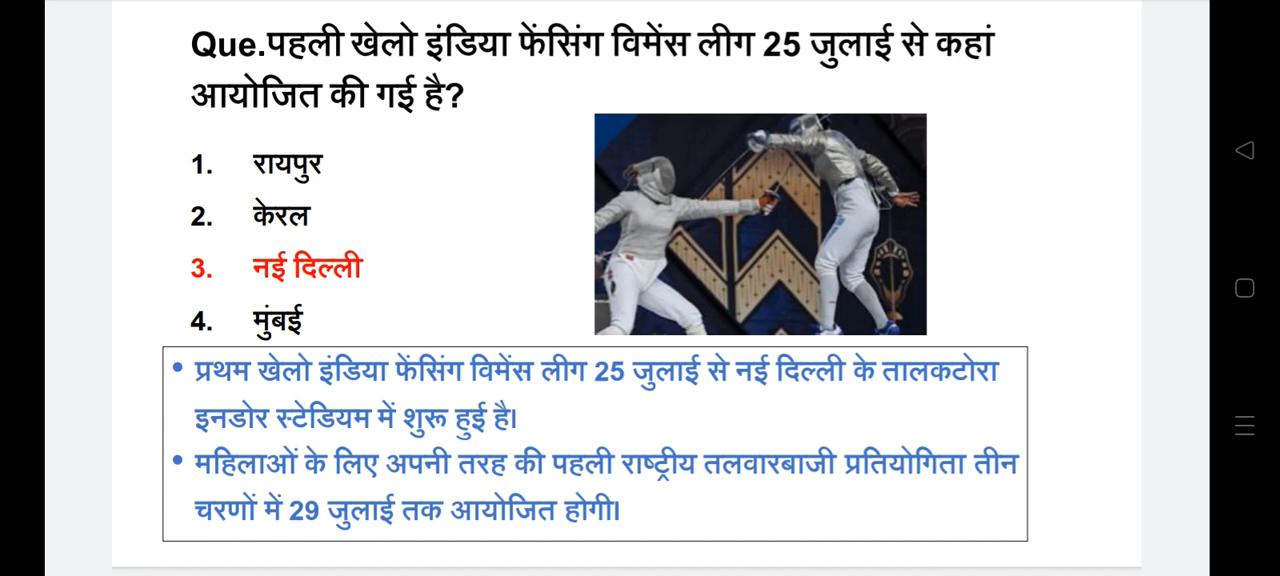 Que.पहली खेलो इंडिया फेंसिंग विमेंस लीग 25 जुलाई से कहां
आयोजित की गई है?
1. रायपुर
2. केरल
3. नई दिल्ली
4. मुंबई
• प्रथम खेलो इंडिया फेंसिंग विमेंस लीग 25 जुलाई से नई दिल्ली के तालकटोरा
इनडोर स्टेडियम में शुरू हुई है।
• महिलाओं के लिए अपनी तरह की पहली राष्ट्रीय तलवारबाजी प्रतियोगिता तीन
चरणों में 29 जुलाई तक आयोजित होगी।